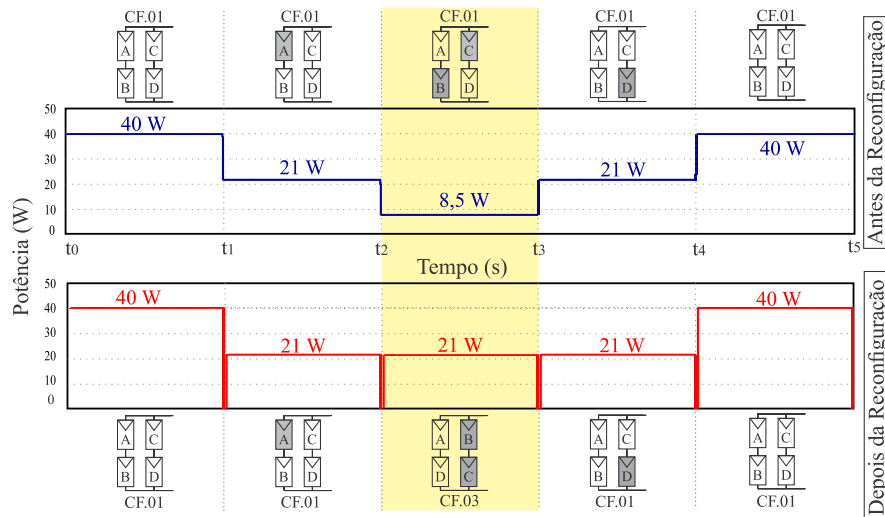 CF.01 CF.01 CF.01 CF.01 CF.01
A C A C A C A C A C
B D B D B D B D B D
50
40
30
20
10
0
40 W
21 W
8,5 W
21 W
40 W
t0 t1 t2 t3 t4 t5
Tempo (s)
Potência (W)
Antes da Reconfiguração
50
40
30
20
10
0
40 W
21 W
21 W
21 W
40 W
A C A C A B A C A C
B D B D D C B D B D
CF.01 CF.01 CF.03 CF.01 CF.01
Depois da Reconfiguração